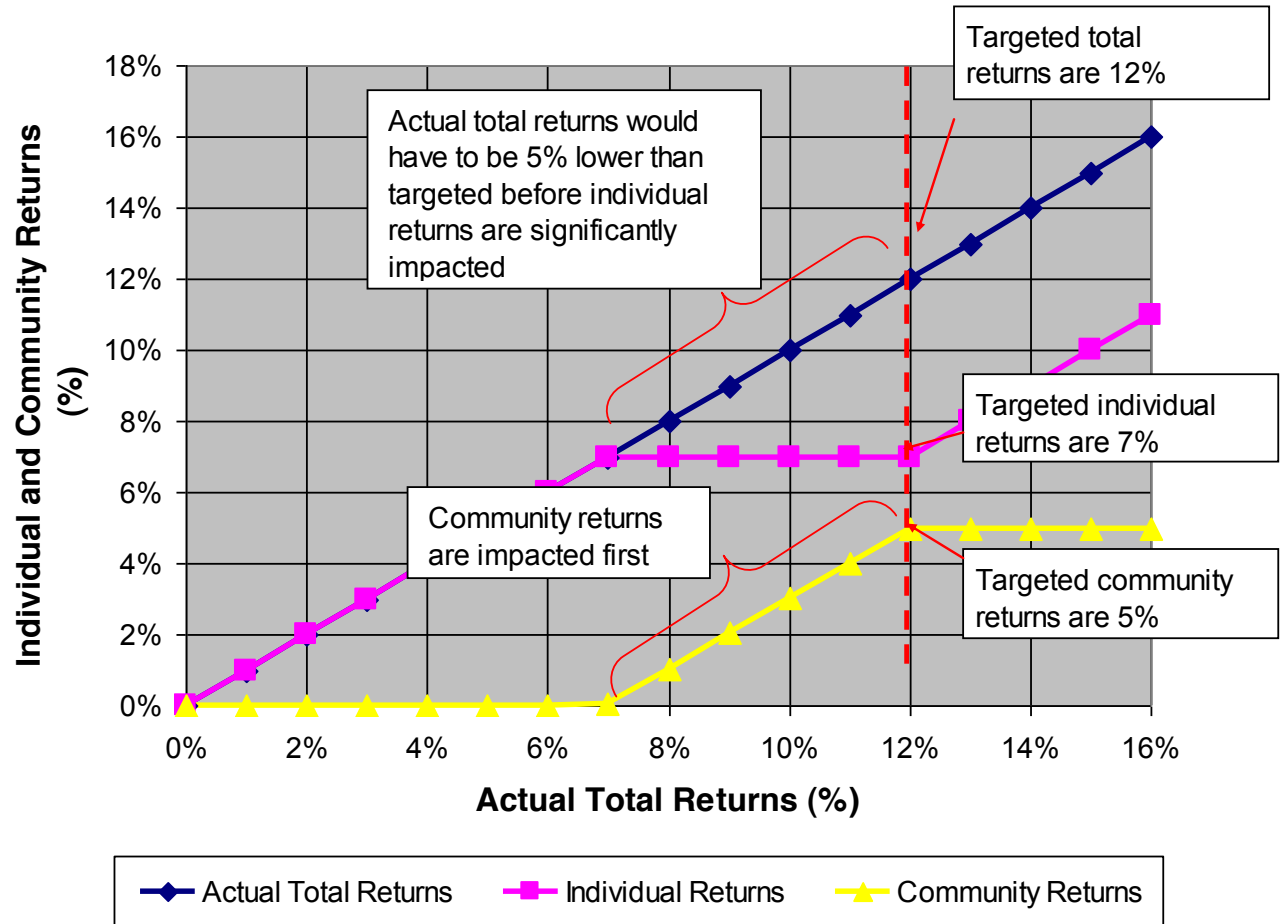 Targeted total
returns are 12%
18%
16%
14%
12%
10%
8%
6%
4%
2%
0%
Individual and Community Returns
(%)
Actual total returns would
have to be 5% lower than
targeted before individual
returns are significantly
impacted
Targeted individual
returns are 7%
Community returns
are impacted first
Targeted community
returns are 5%
0% 2% 4% 6% 8% 10% 12% 14% 16%
Actual Total Returns (%)
Actual Total Returns Individual Returns Community Returns